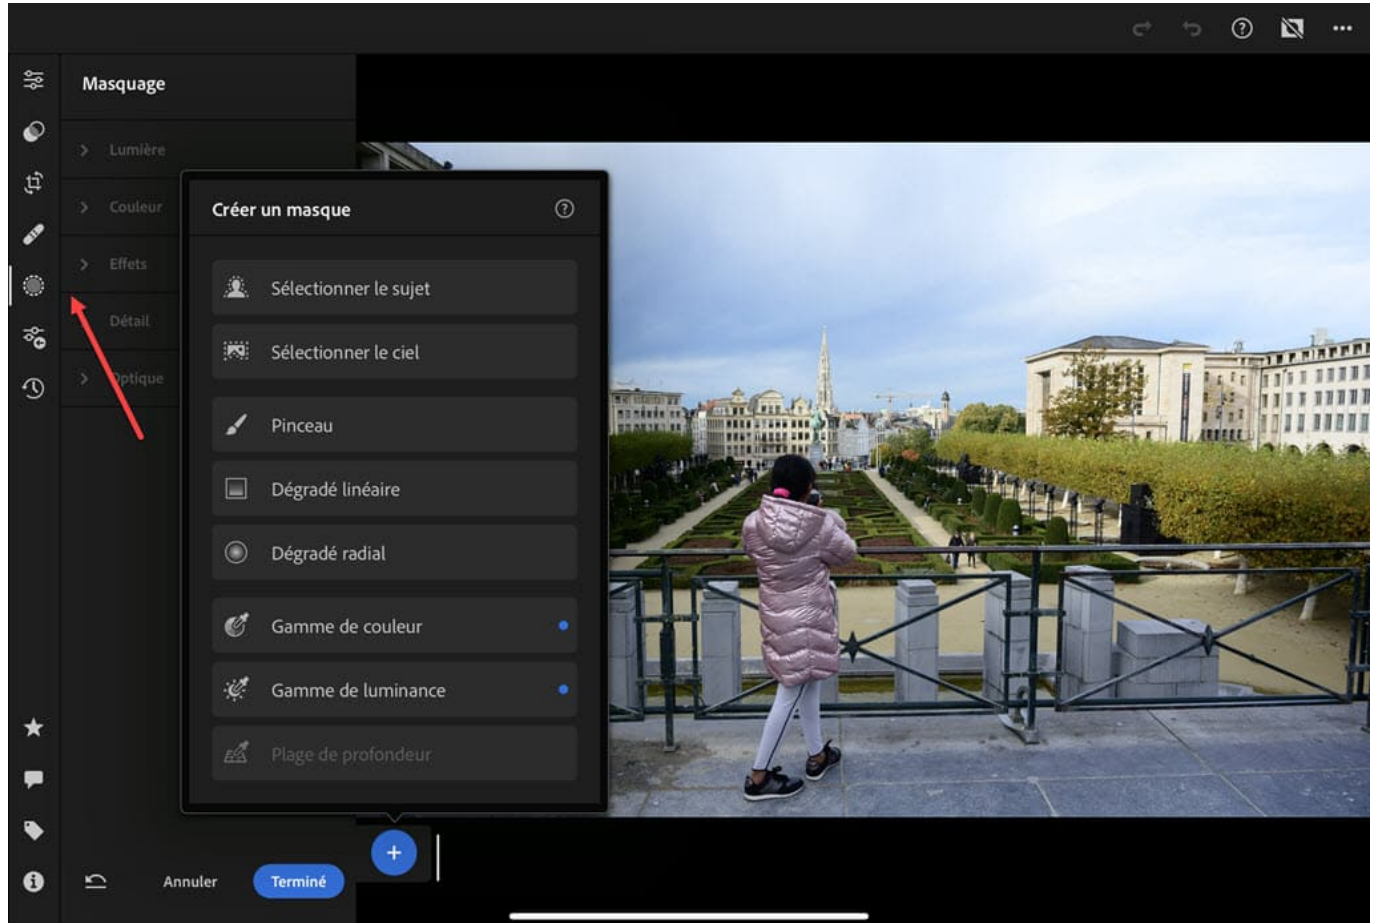 Masquage
Lumière
Couleur
Effets
Détail
Optique
Créer un masque
Sélectionner le sujet
Sélectionner le ciel
Pinceau
Dégradé linéaire
Dégradé radial
Gamme de couleur
Gamme de luminance
Plage de profondeur
Annuler
Terminé